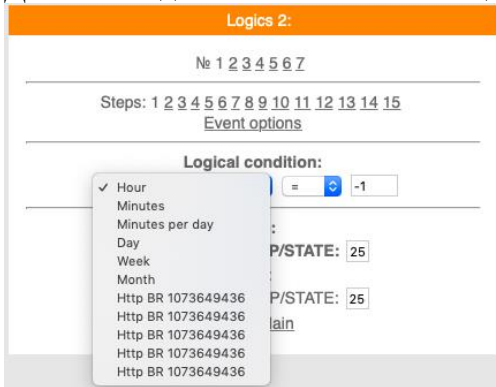 Logics 2:
№ 1 2 3 4 5 6 7
Steps: 1 2 3 4 5 6 7 8 9 10 11 12 13 14 15
Event options
Logical condition:
✓ Hour
= -1
Minutes
Minutes per day
Day
Week
Month
Http BR 1073649436
Http BR 1073649436
Http BR 1073649436
Http BR 1073649436
Http BR 1073649436
:
P/STATE: 25
:
P/STATE: 25